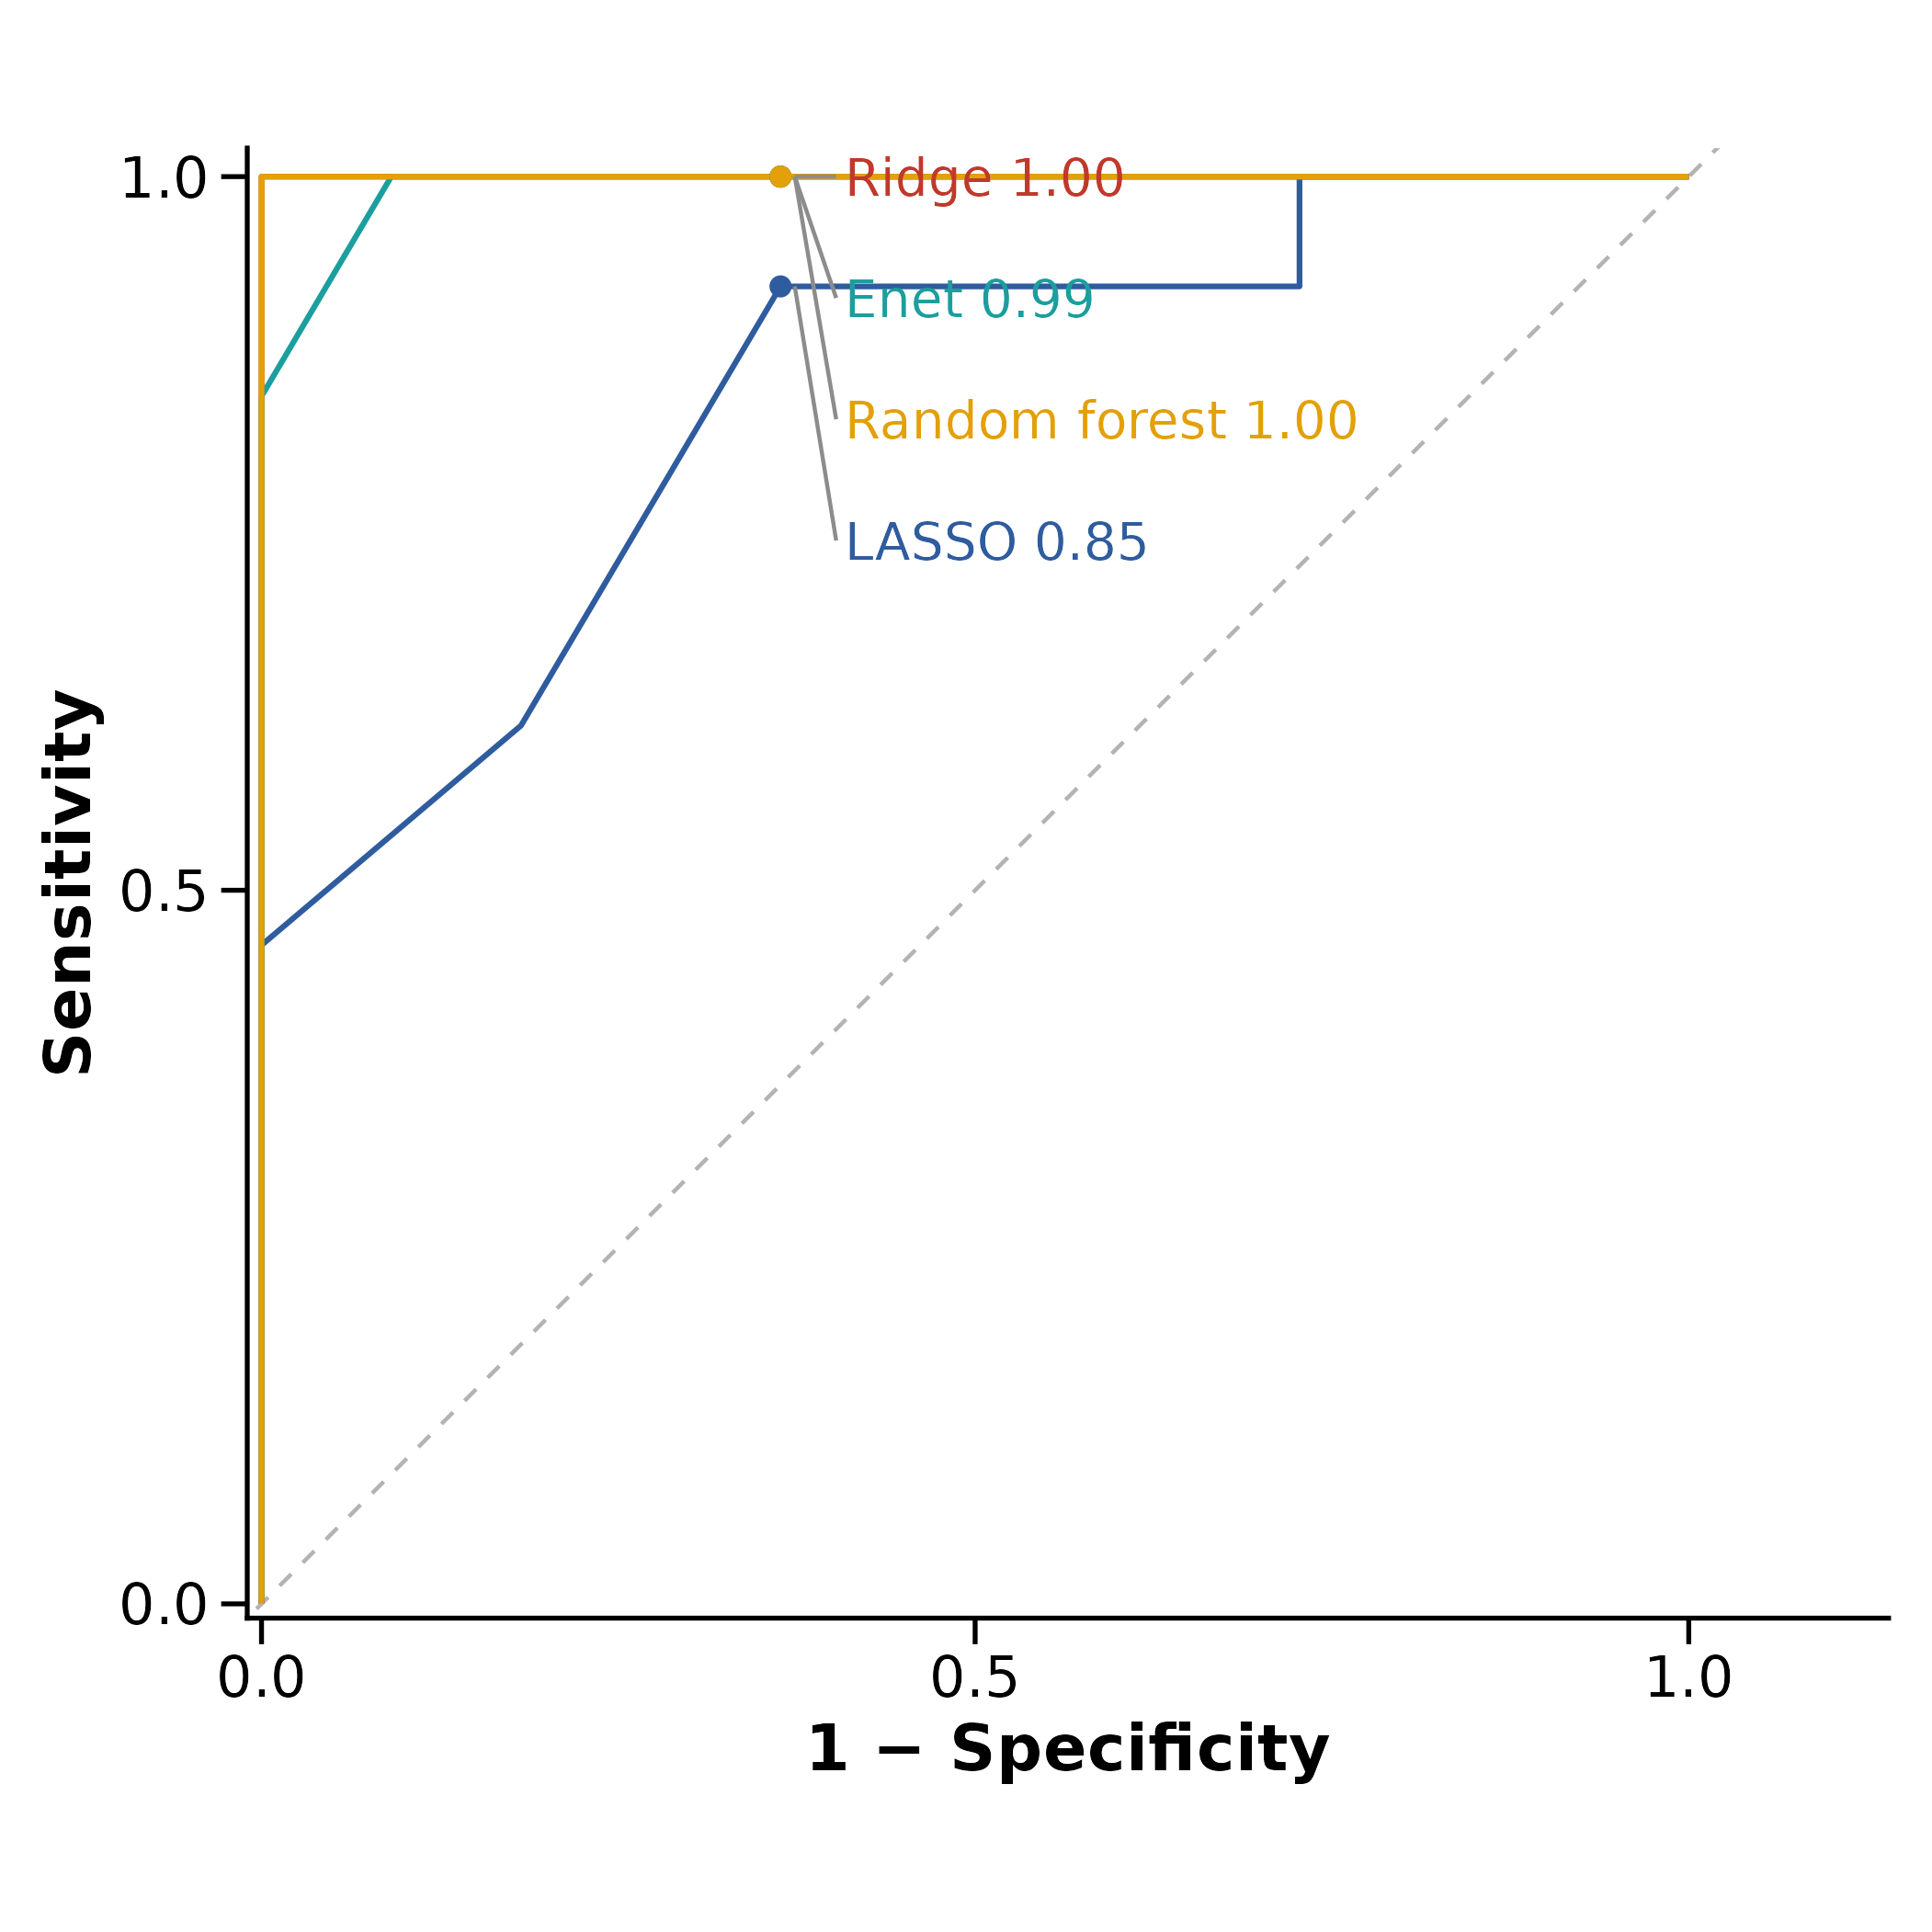 1.0
Ridge 1.00
Enet 0.99
Random forest 1.00
LASSO 0.85
Sensitivity
0.5
0.0
0.0
0.5
1.0
1 − Specificity